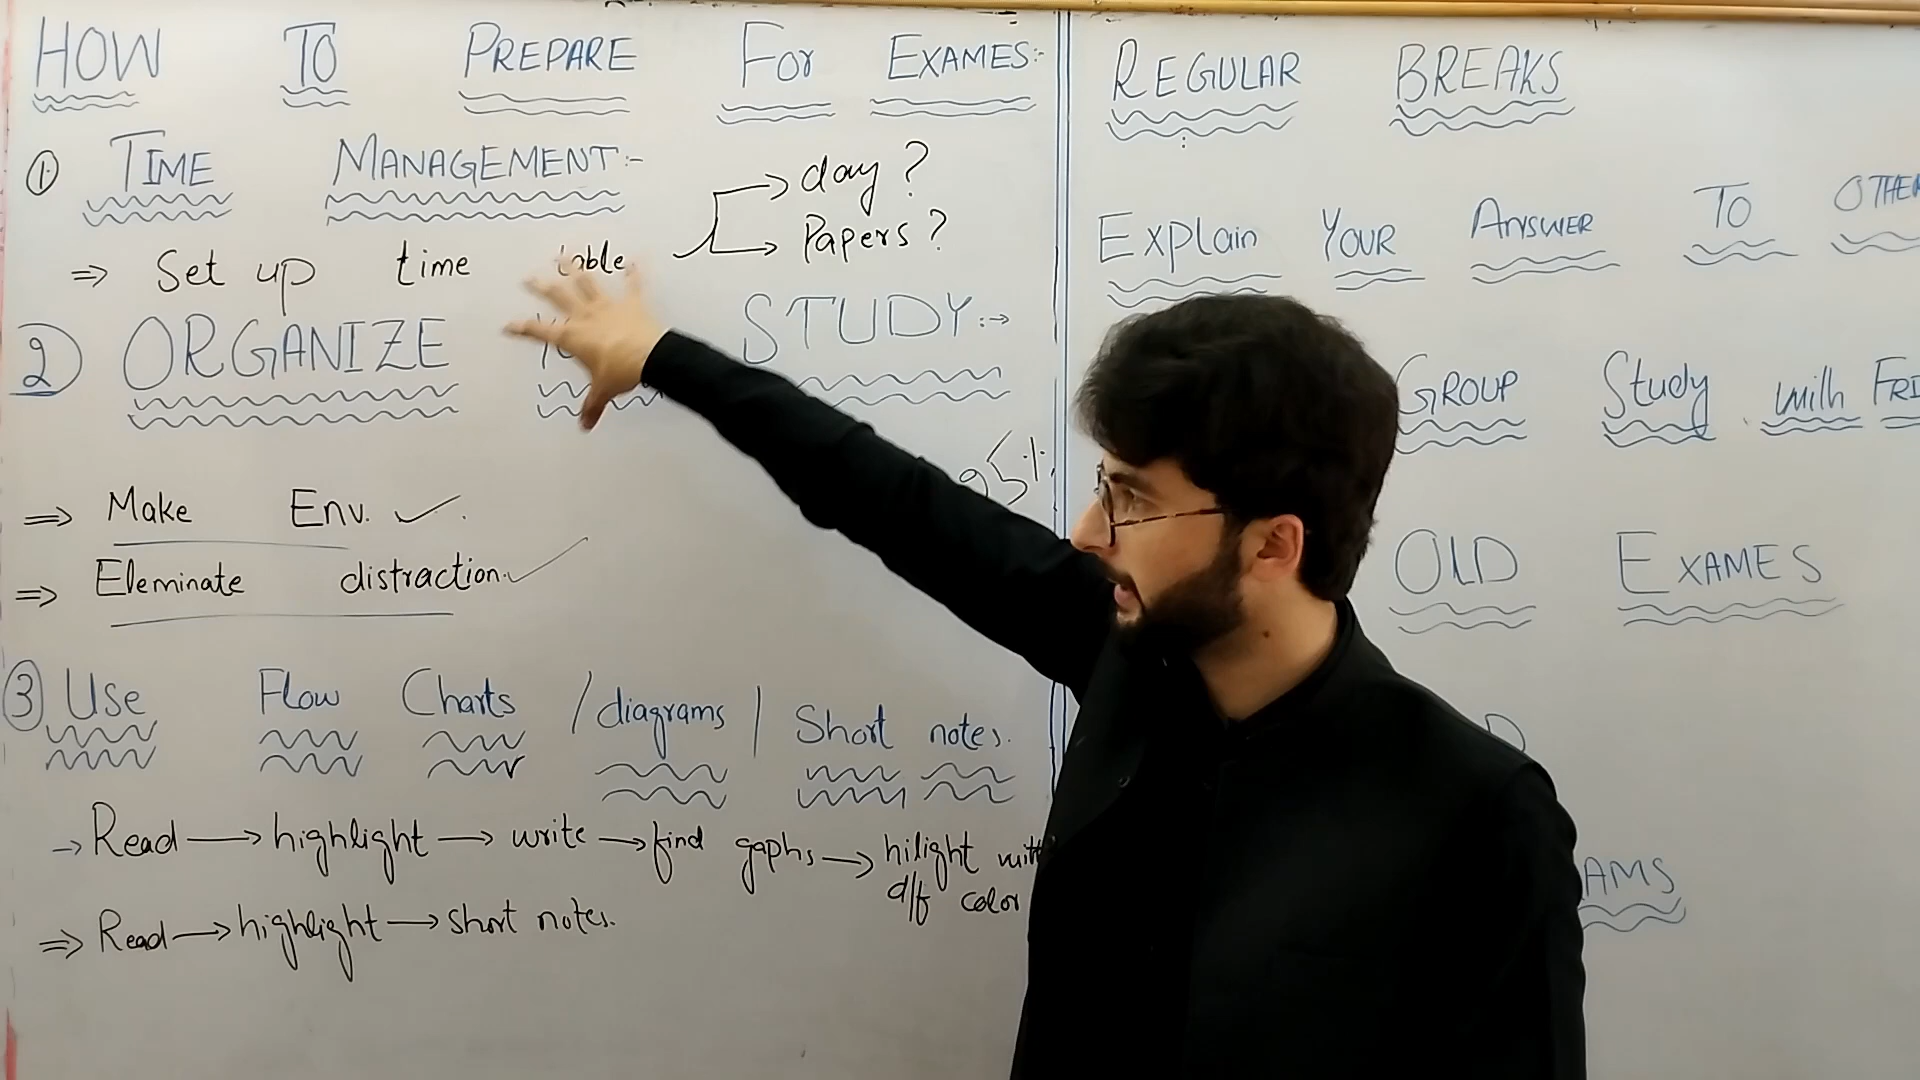 HOW TO PREPARE FOR EXAMES:-
① TIME MANAGEMENT:-
day ?
Papers ?
⇒ Set up time table
2) ORGANIZE STUDY:→
95%
⇒ Make Env. ✓.
⇒ Eleminate distraction. ✓
③ Use Flow Charts / diagrams / Short notes.
→ Read → highlight → write → find gaphs → hilight with
d/f color
⇒ Read → highlight → short notes.
REGULAR BREAKS
Explain YOUR ANSWER TO
GROUP Study with
OLD EXAMES